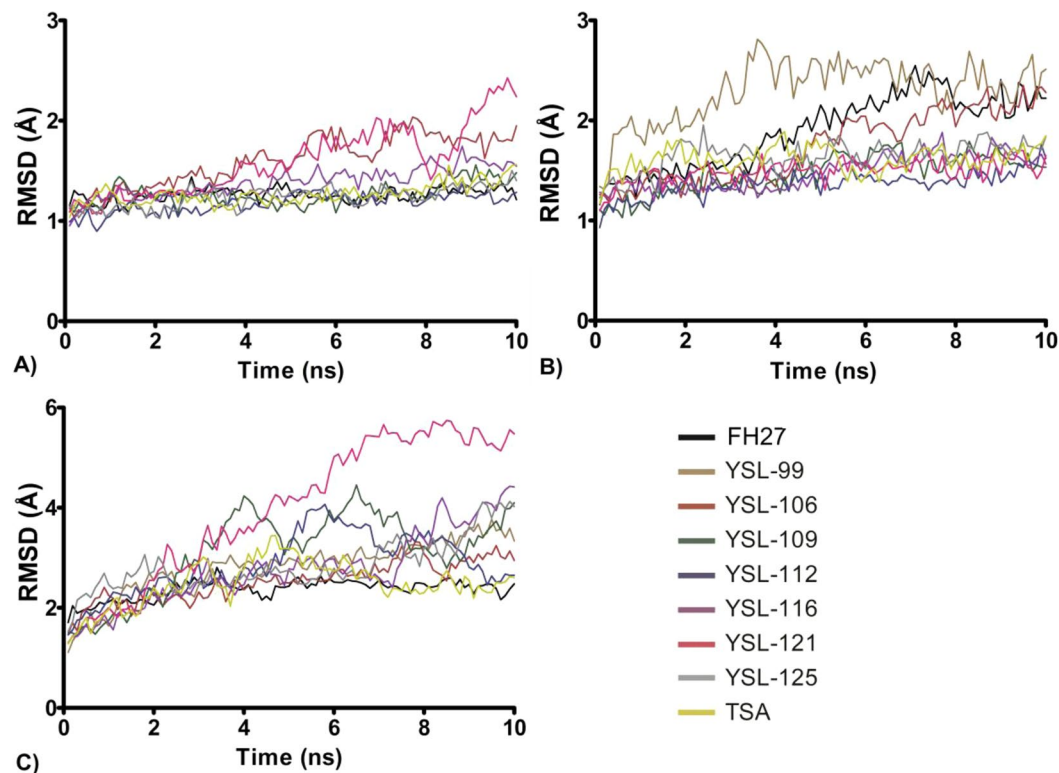 3
2
1
0
RMSD (Å)
0 2 4 6 8 10
Time (ns)
A)
3
2
1
0
RMSD (Å)
0 2 4 6 8 10
Time (ns)
B)
6
4
2
0
RMSD (Å)
0 2 4 6 8 10
Time (ns)
C)
FH27
YSL-99
YSL-106
YSL-109
YSL-112
YSL-116
YSL-121
YSL-125
TSA